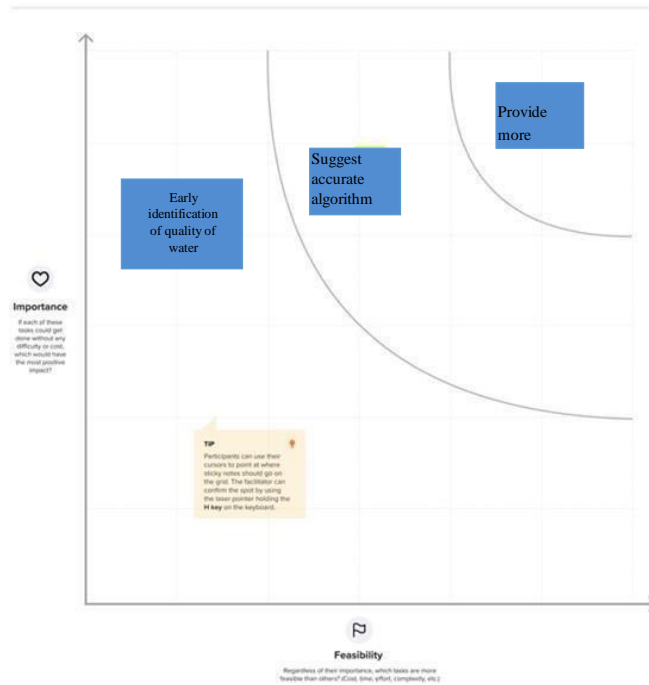 Provide
more
Suggest
accurate
algorithm
Early
identification
of quality of
water
Importance
If each of these
tasks could get
done without any
difficulty or cost,
which would have
the most positive
impact?
TIP
Participants can use their
cursors to point at where
sticky notes should go on
the grid. The facilitator can
confirm the spot by using
the laser pointer holding the
H key on the keyboard.
Feasibility
Regardless of their importance, which tasks are more
feasible than others? (Cost, time, effort, complexity, etc.)